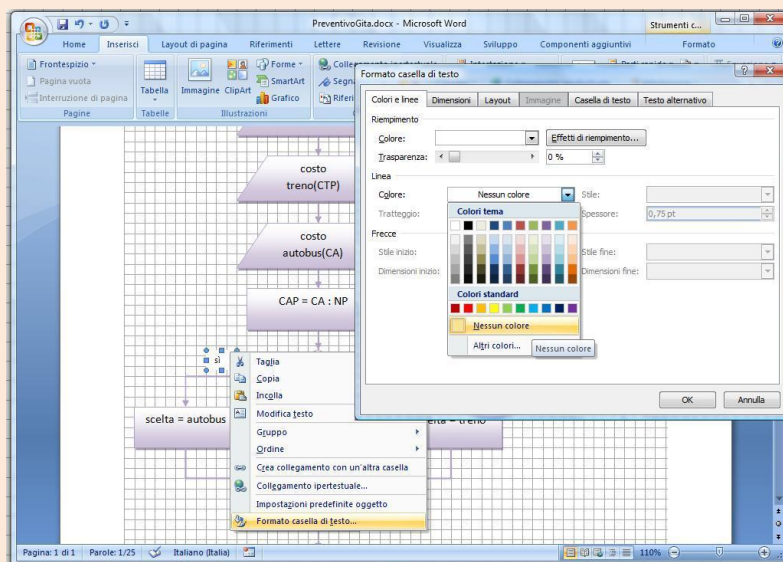 PreventivoGita.docx - Microsoft Word
Strumenti c...
Home Inserisci Layout di pagina Riferimenti Lettere Revisione Visualizza Sviluppo Componenti aggiuntivi Formato
Frontespizio
Pagina vuota
Interruzione di pagina
Pagine
Tabella
Tabelle
Immagine
ClipArt
Forme
SmartArt
Grafico
Illustrazioni
costo
treno(CTP)
costo
autobus(CA)
CAP = CA : NP
sì
scelta = autobus
Taglia
Copia
Incolla
Modifica testo
Gruppo
Ordine
Crea collegamento con un'altra casella
Collegamento ipertestuale...
Impostazioni predefinite oggetto
Formato casella di testo...
Formato casella di testo
Colori e linee Dimensioni Layout Immagine Casella di testo Testo alternativo
Riempimento
Colore: Effetti di riempimento...
Trasparenza: 0 %
Linea
Colore: Nessun colore Stile:
Tratteggio: Spessore: 0,75 pt
Frecce
Stile inizio: Stile fine:
Dimensioni inizio: Dimensioni fine:
Colori tema
Colori standard
Nessun colore
Altri colori...
Nessun colore
OK Annulla
Pagina: 1 di 1 Parole: 1/25 Italiano (Italia) 110%